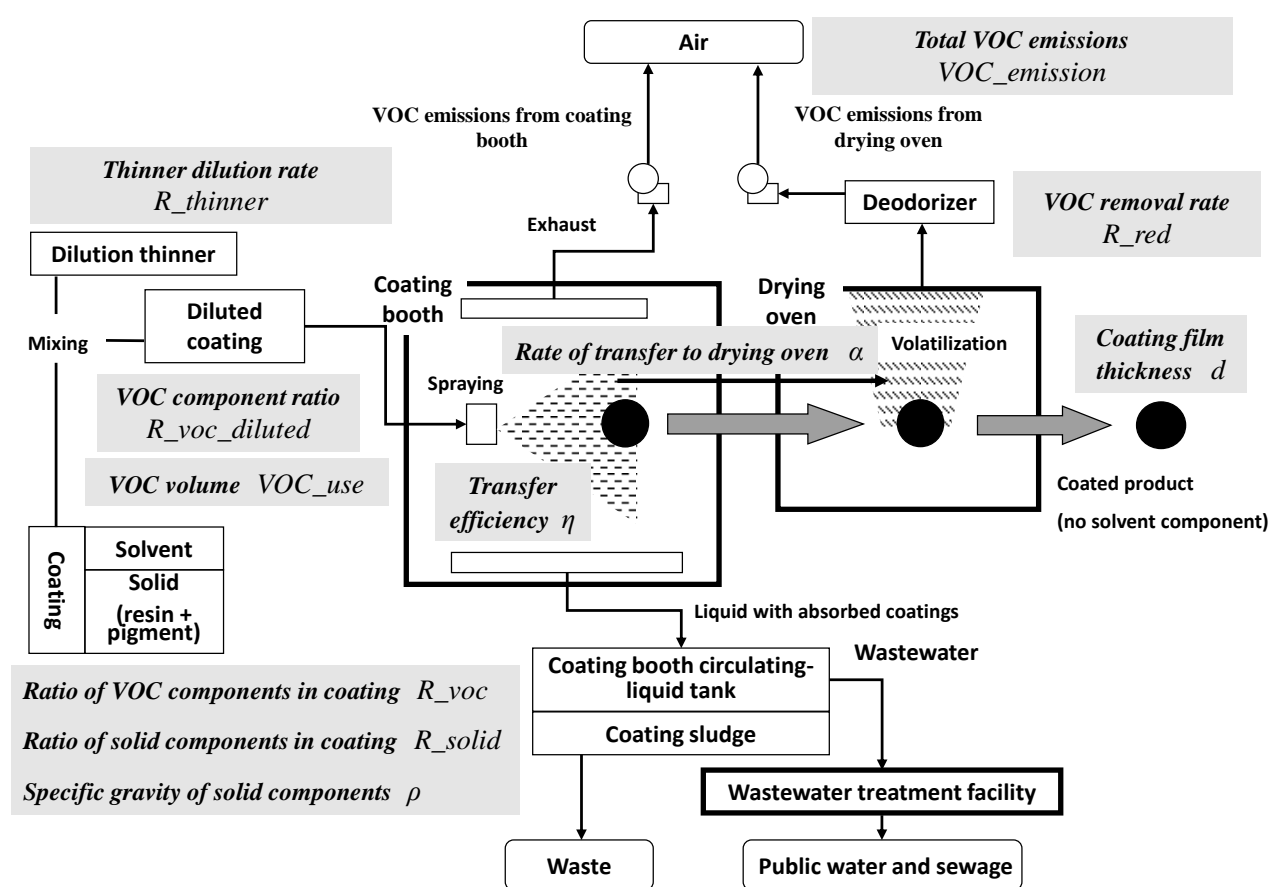 Air
Total VOC emissions
VOC_emission
VOC emissions from coating
booth
VOC emissions from
drying oven
Thinner dilution rate
R_thinner
Deodorizer
VOC removal rate
R_red
Exhaust
Dilution thinner
Coating
booth
Drying
oven
Diluted
coating
Mixing
Rate of transfer to drying oven α
Volatilization
Coating film
thickness d
Spraying
VOC component ratio
R_voc_diluted
VOC volume VOC_use
Transfer
efficiency η
Coated product
(no solvent component)
Coating
Solvent
Solid
(resin +
pigment)
Liquid with absorbed coatings
Wastewater
Coating booth circulating-
liquid tank
Coating sludge
Ratio of VOC components in coating R_voc
Ratio of solid components in coating R_solid
Specific gravity of solid components ρ
Wastewater treatment facility
Waste
Public water and sewage